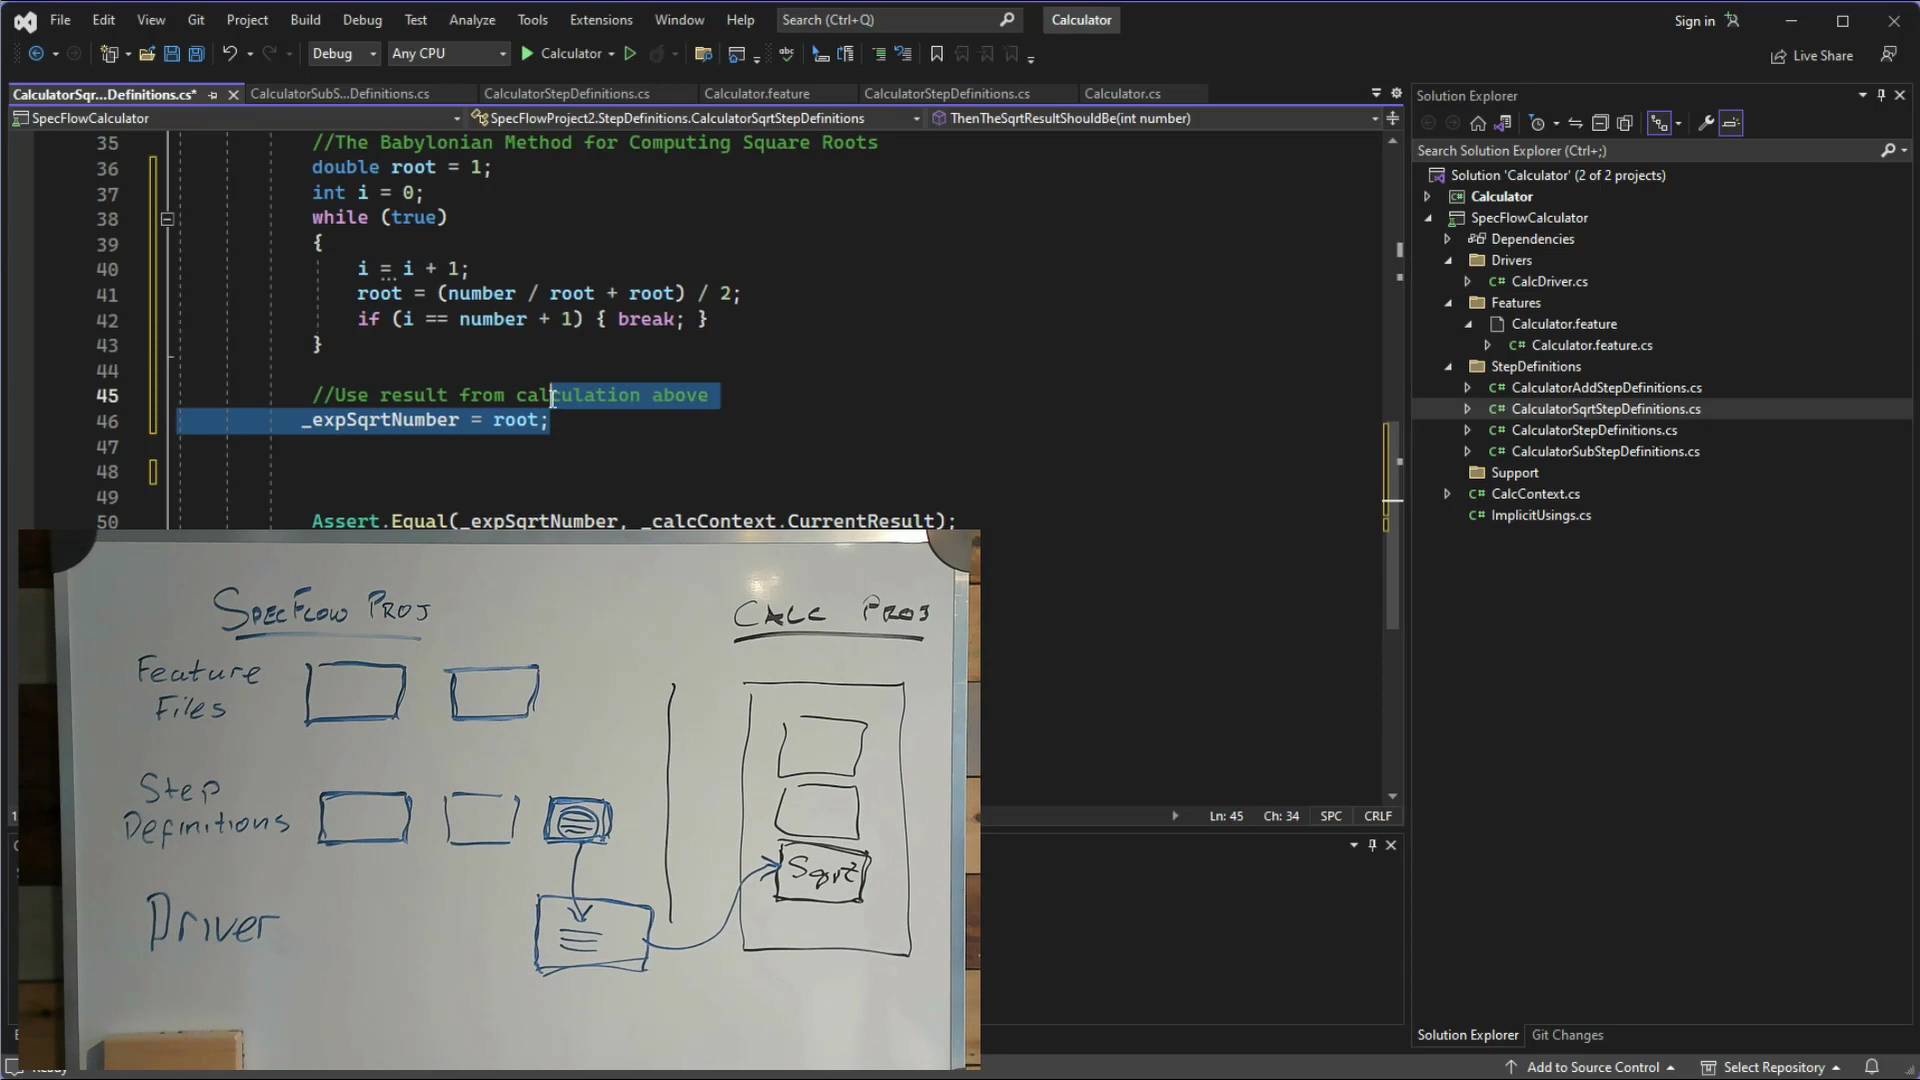 File Edit View Git Project Build Debug Test Analyze Tools Extensions Window Help Search (Ctrl+Q) Calculator Sign in
Debug Any CPU Calculator Live Share
CalculatorSqr...Definitions.cs* CalculatorSubS...Definitions.cs CalculatorStepDefinitions.cs Calculator.feature CalculatorStepDefinitions.cs Calculator.cs
SpecFlowCalculator SpecFlowProject2.StepDefinitions.CalculatorSqrtStepDefinitions ThenTheSqrtResultShouldBe(int number)
35 //The Babylonian Method for Computing Square Roots
36 double root = 1;
37 int i = 0;
38 while (true)
39 {
40 i = i + 1;
41 root = (number / root + root) / 2;
42 if (i == number + 1) { break; }
43 }
44
45 //Use result from calculation above
46 _expSqrtNumber = root;
47
48
49
50 Assert.Equal(_expSqrtNumber, _calcContext.CurrentResult);
Ln: 45 Ch: 34 SPC CRLF
SpecFlow Proj
Calc Proj
Feature
Files
Step
Definitions
Sqrt
Driver
Solution Explorer
Search Solution Explorer (Ctrl+;)
Solution 'Calculator' (2 of 2 projects)
Calculator
SpecFlowCalculator
Dependencies
Drivers
C# CalcDriver.cs
Features
Calculator.feature
C# Calculator.feature.cs
StepDefinitions
C# CalculatorAddStepDefinitions.cs
C# CalculatorSqrtStepDefinitions.cs
C# CalculatorStepDefinitions.cs
C# CalculatorSubStepDefinitions.cs
Support
C# CalcContext.cs
C# ImplicitUsings.cs
Solution Explorer Git Changes
Add to Source Control Select Repository